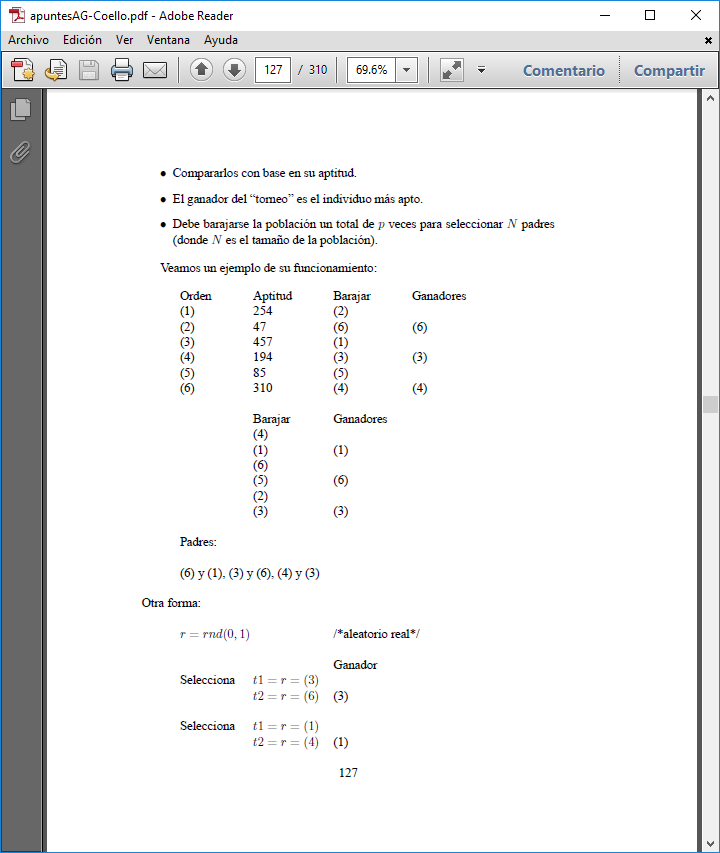 apuntesAG-Coello.pdf - Adobe Reader
Archivo Edición Ver Ventana Ayuda
127 / 310 69.6% Comentario Compartir
• Compararlos con base en su aptitud.
• El ganador del “torneo” es el individuo más apto.
• Debe barajarse la población un total de p veces para seleccionar N padres
(donde N es el tamaño de la población).
Veamos un ejemplo de su funcionamiento:
Orden Aptitud Barajar Ganadores
(1) 254 (2)
(2) 47 (6) (6)
(3) 457 (1)
(4) 194 (3) (3)
(5) 85 (5)
(6) 310 (4) (4)
Barajar Ganadores
(4)
(1) (1)
(6)
(5) (6)
(2)
(3) (3)
Padres:
(6) y (1), (3) y (6), (4) y (3)
Otra forma:
r = rnd(0, 1) /*aleatorio real*/
Ganador
Selecciona t1 = r = (3)
t2 = r = (6) (3)
Selecciona t1 = r = (1)
t2 = r = (4) (1)
127